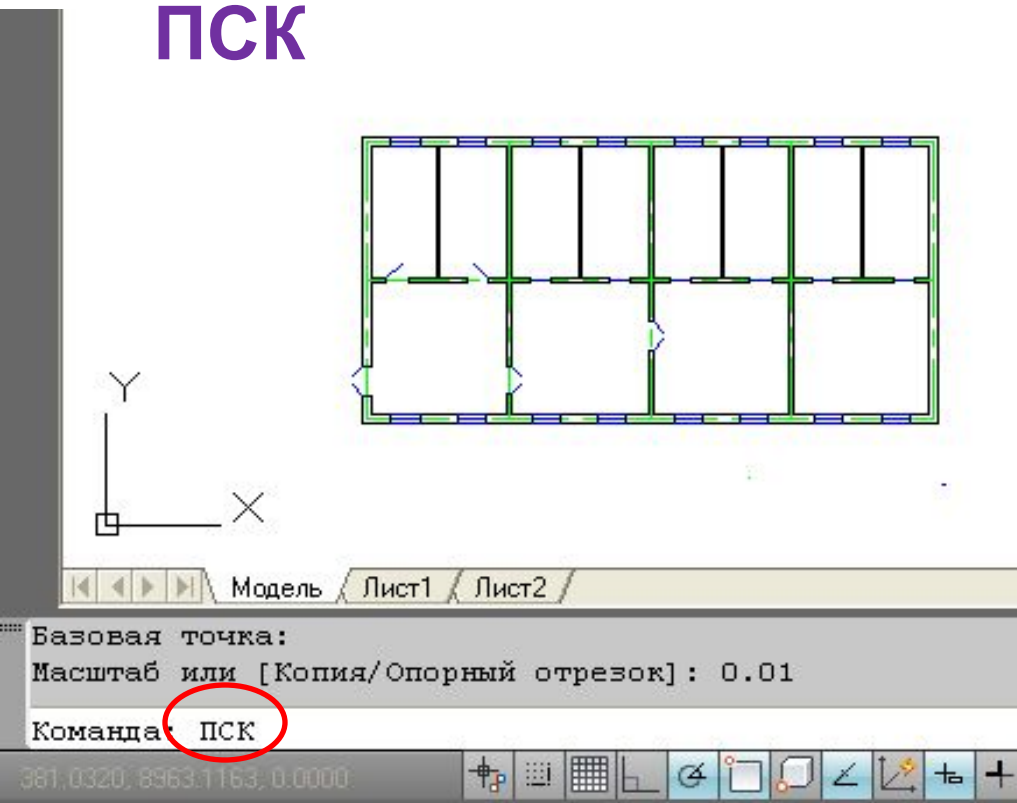 ПСК
Y
X
Модель Лист1 Лист2
Базовая точка:
Масштаб или [Копия/Опорный отрезок]: 0.01
Команда: ПСК
381.0320, 8963.1163, 0.0000